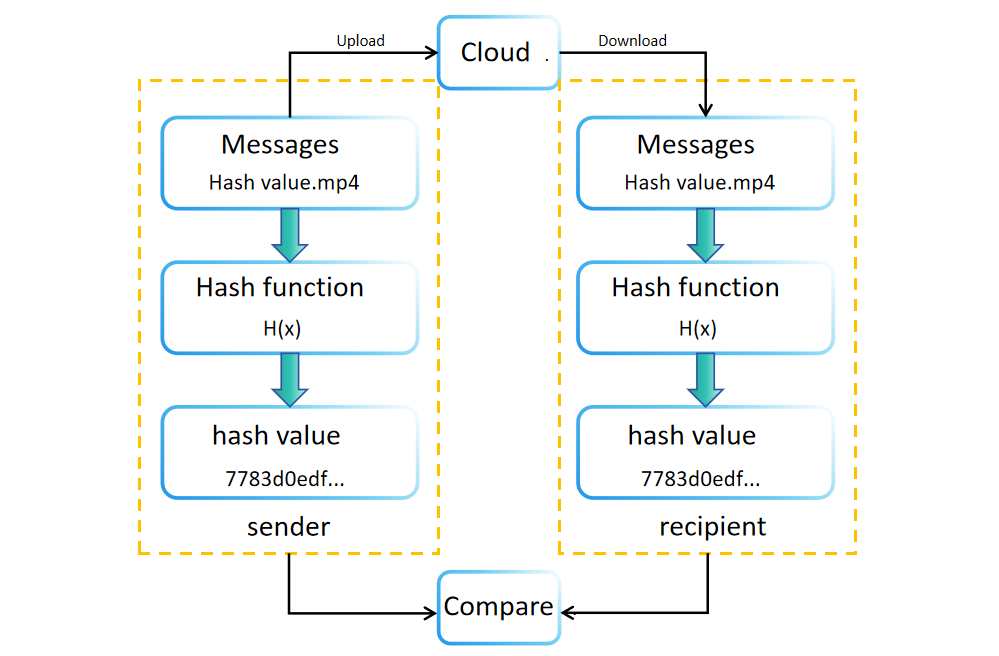 Upload
Cloud .
Download
Messages
Hash value.mp4
Hash function
H(x)
hash value
7783d0edf...
sender
Messages
Hash value.mp4
Hash function
H(x)
hash value
7783d0edf...
recipient
Compare